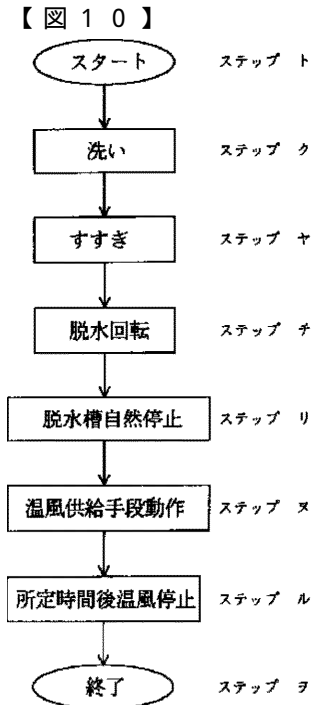 【図１０】
スタート ステップ ト
洗い ステップ ク
すすぎ ステップ ヤ
脱水回転 ステップ チ
脱水槽自然停止 ステップ リ
温風供給手段動作 ステップ ヌ
所定時間後温風停止 ステップ ル
終了 ステップ ヲ